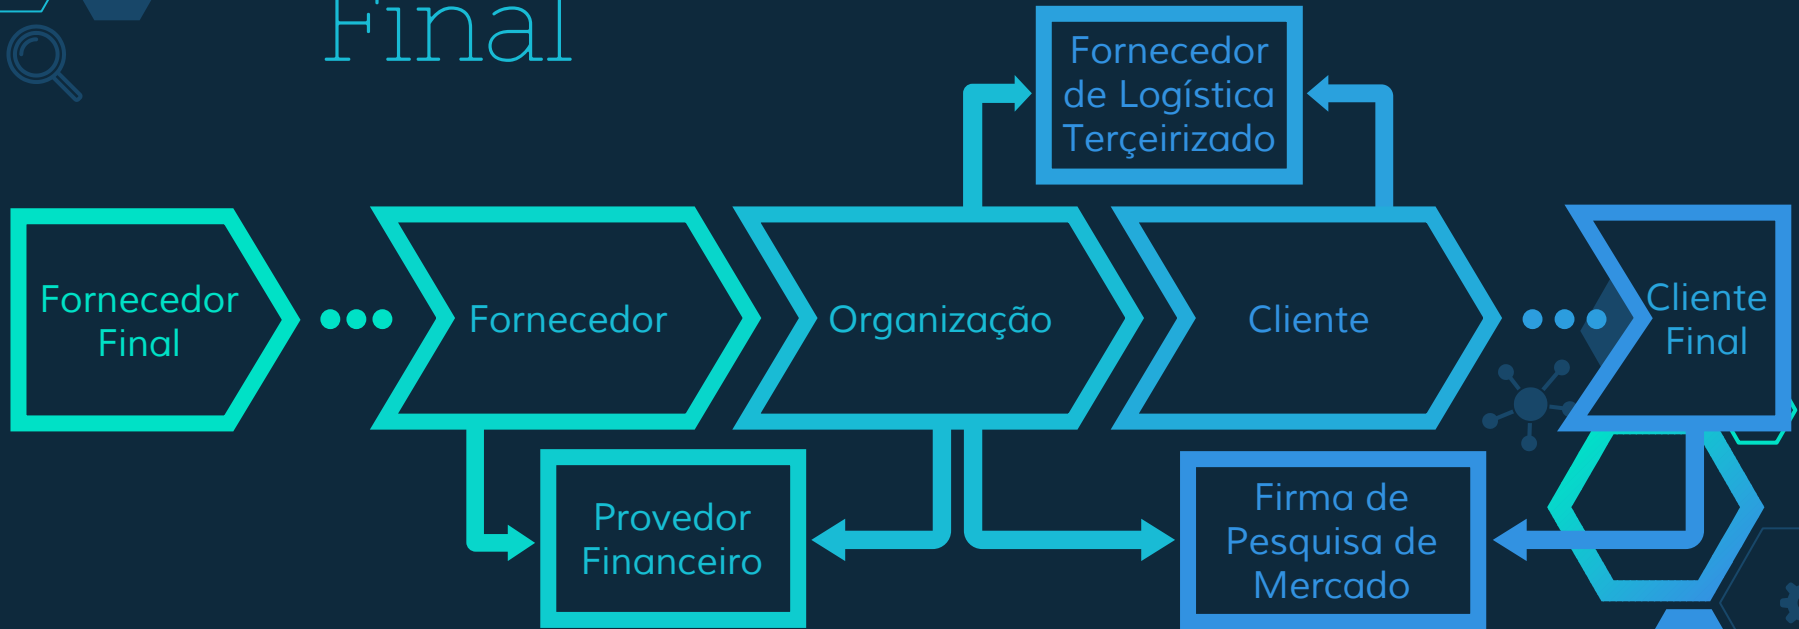 Final
Fornecedor
de Logística
Terçeirizado
Fornecedor
Final
Fornecedor
Organização
Cliente
Cliente
Final
Provedor
Financeiro
Firma de
Pesquisa de
Mercado